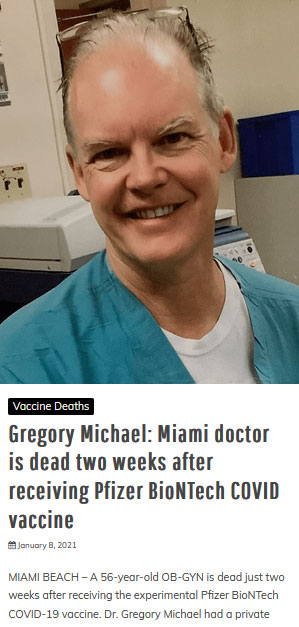 Vaccine Deaths
Gregory Michael: Miami doctor
is dead two weeks after
receiving Pfizer BioNTech COVID
vaccine
January 8, 2021
MIAMI BEACH – A 56-year-old OB-GYN is dead just two
weeks after receiving the experimental Pfizer BioNTech
COVID-19 vaccine. Dr. Gregory Michael had a private